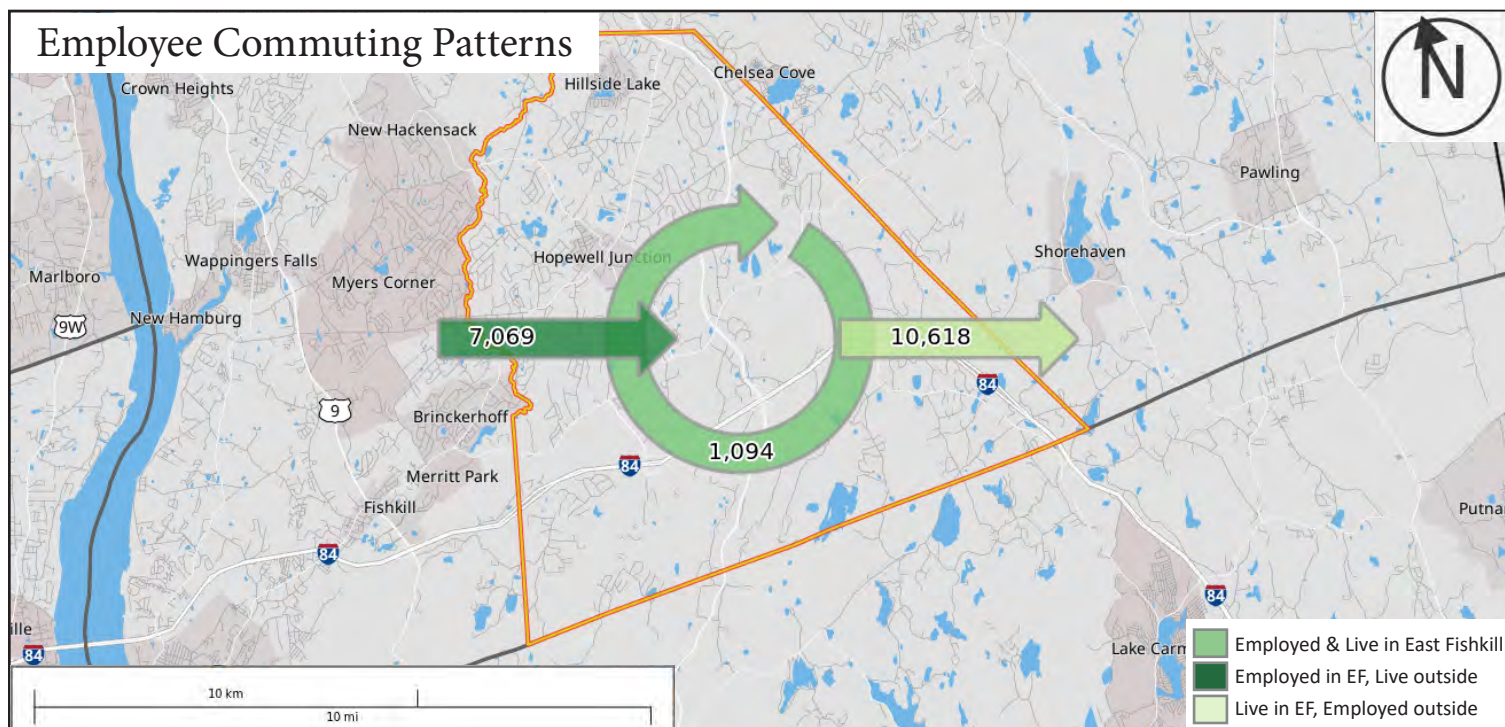 Employee Commuting Patterns
N
Crown Heights
Hillside Lake
Chelsea Cove
New Hackensack
Pawling
Marlboro
Wappingers Falls
Myers Corner
Hopewell Junction
Shorehaven
9W
New Hamburg
7,069
10,618
84
9
Brinckerhoff
1,094
84
Merritt Park
Fishkill
84
Putna
84
ille
84
Lake Carm
Employed & Live in East Fishkill
Employed in EF, Live outside
Live in EF, Employed outside
10 km
10 mi